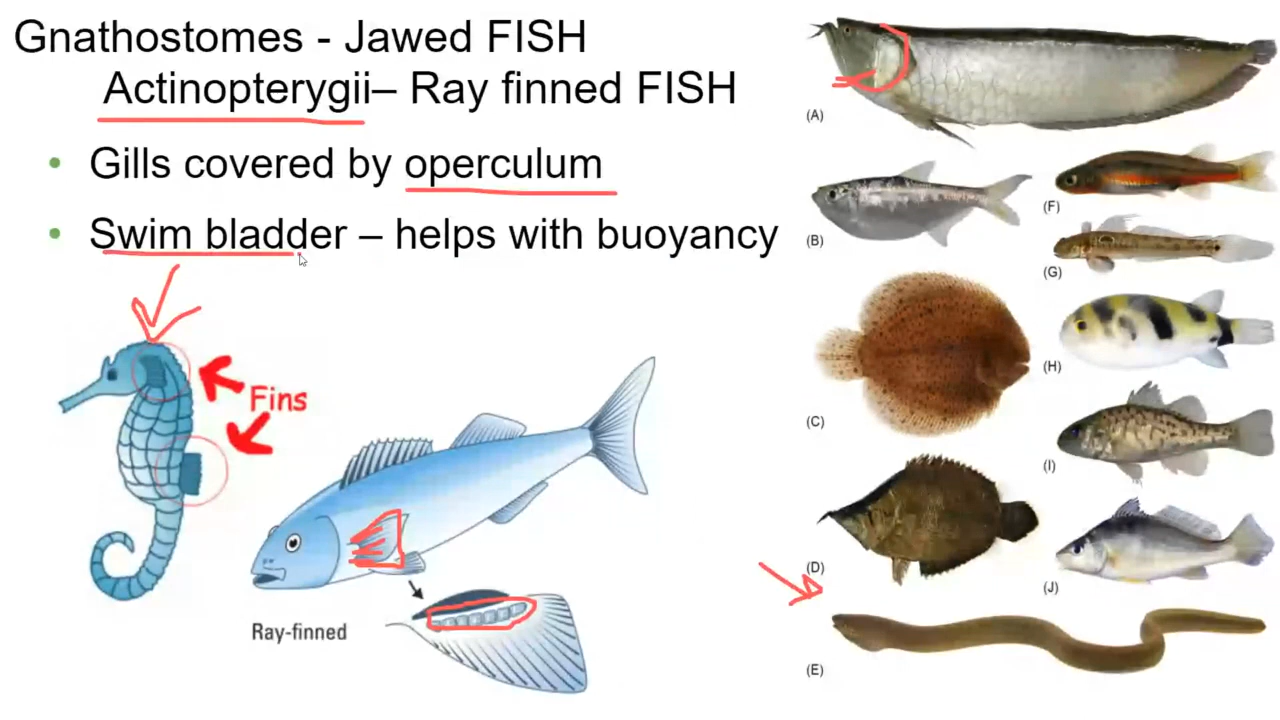 Gnathostomes - Jawed FISH
Actinopterygii– Ray finned FISH
• Gills covered by operculum
• Swim bladder – helps with buoyancy
Fins
Ray-finned
(A)
(B)
(C)
(D)
(E)
(F)
(G)
(H)
(I)
(J)